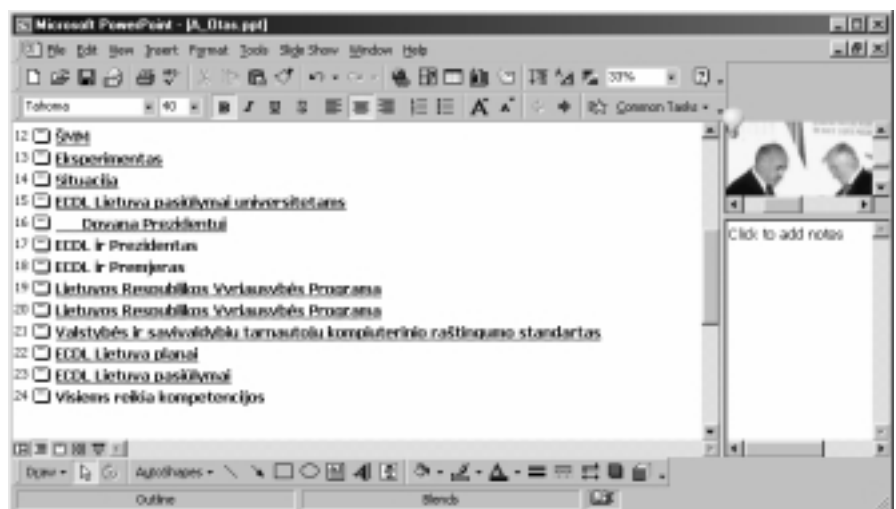 Microsoft PowerPoint - [A_Otas.ppt]
File Edit View Insert Format Tools Slide Show Window Help
33%
Tahoma 40 B I U S A A Common Tasks
12 ŠMM
13 Eksperimentas
14 Situacija
15 ECDL Lietuva pasiūlymai universitetams
16 Dovana Prezidentui
17 ECDL ir Prezidentas
18 ECDL ir Premjeras
19 Lietuvos Respublikos Vyriausybės Programa
20 Lietuvos Respublikos Vyriausybės Programa
21 Valstybės ir savivaldybių tarnautojų kompiuterinio raštingumo standartas
22 ECDL Lietuva planai
23 ECDL Lietuva pasiūlymai
24 Visiems reikia kompetencijos
Click to add notes
Draw AutoShapes
Outline Blends